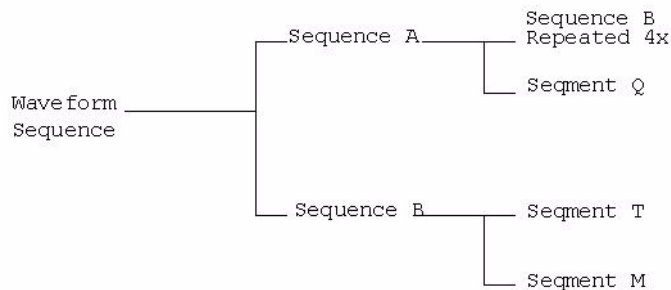 Sequence B
Repeated 4x
Sequence A
Seqment Q
Waveform
Sequence
Sequence B
Seqment T
Seqment M